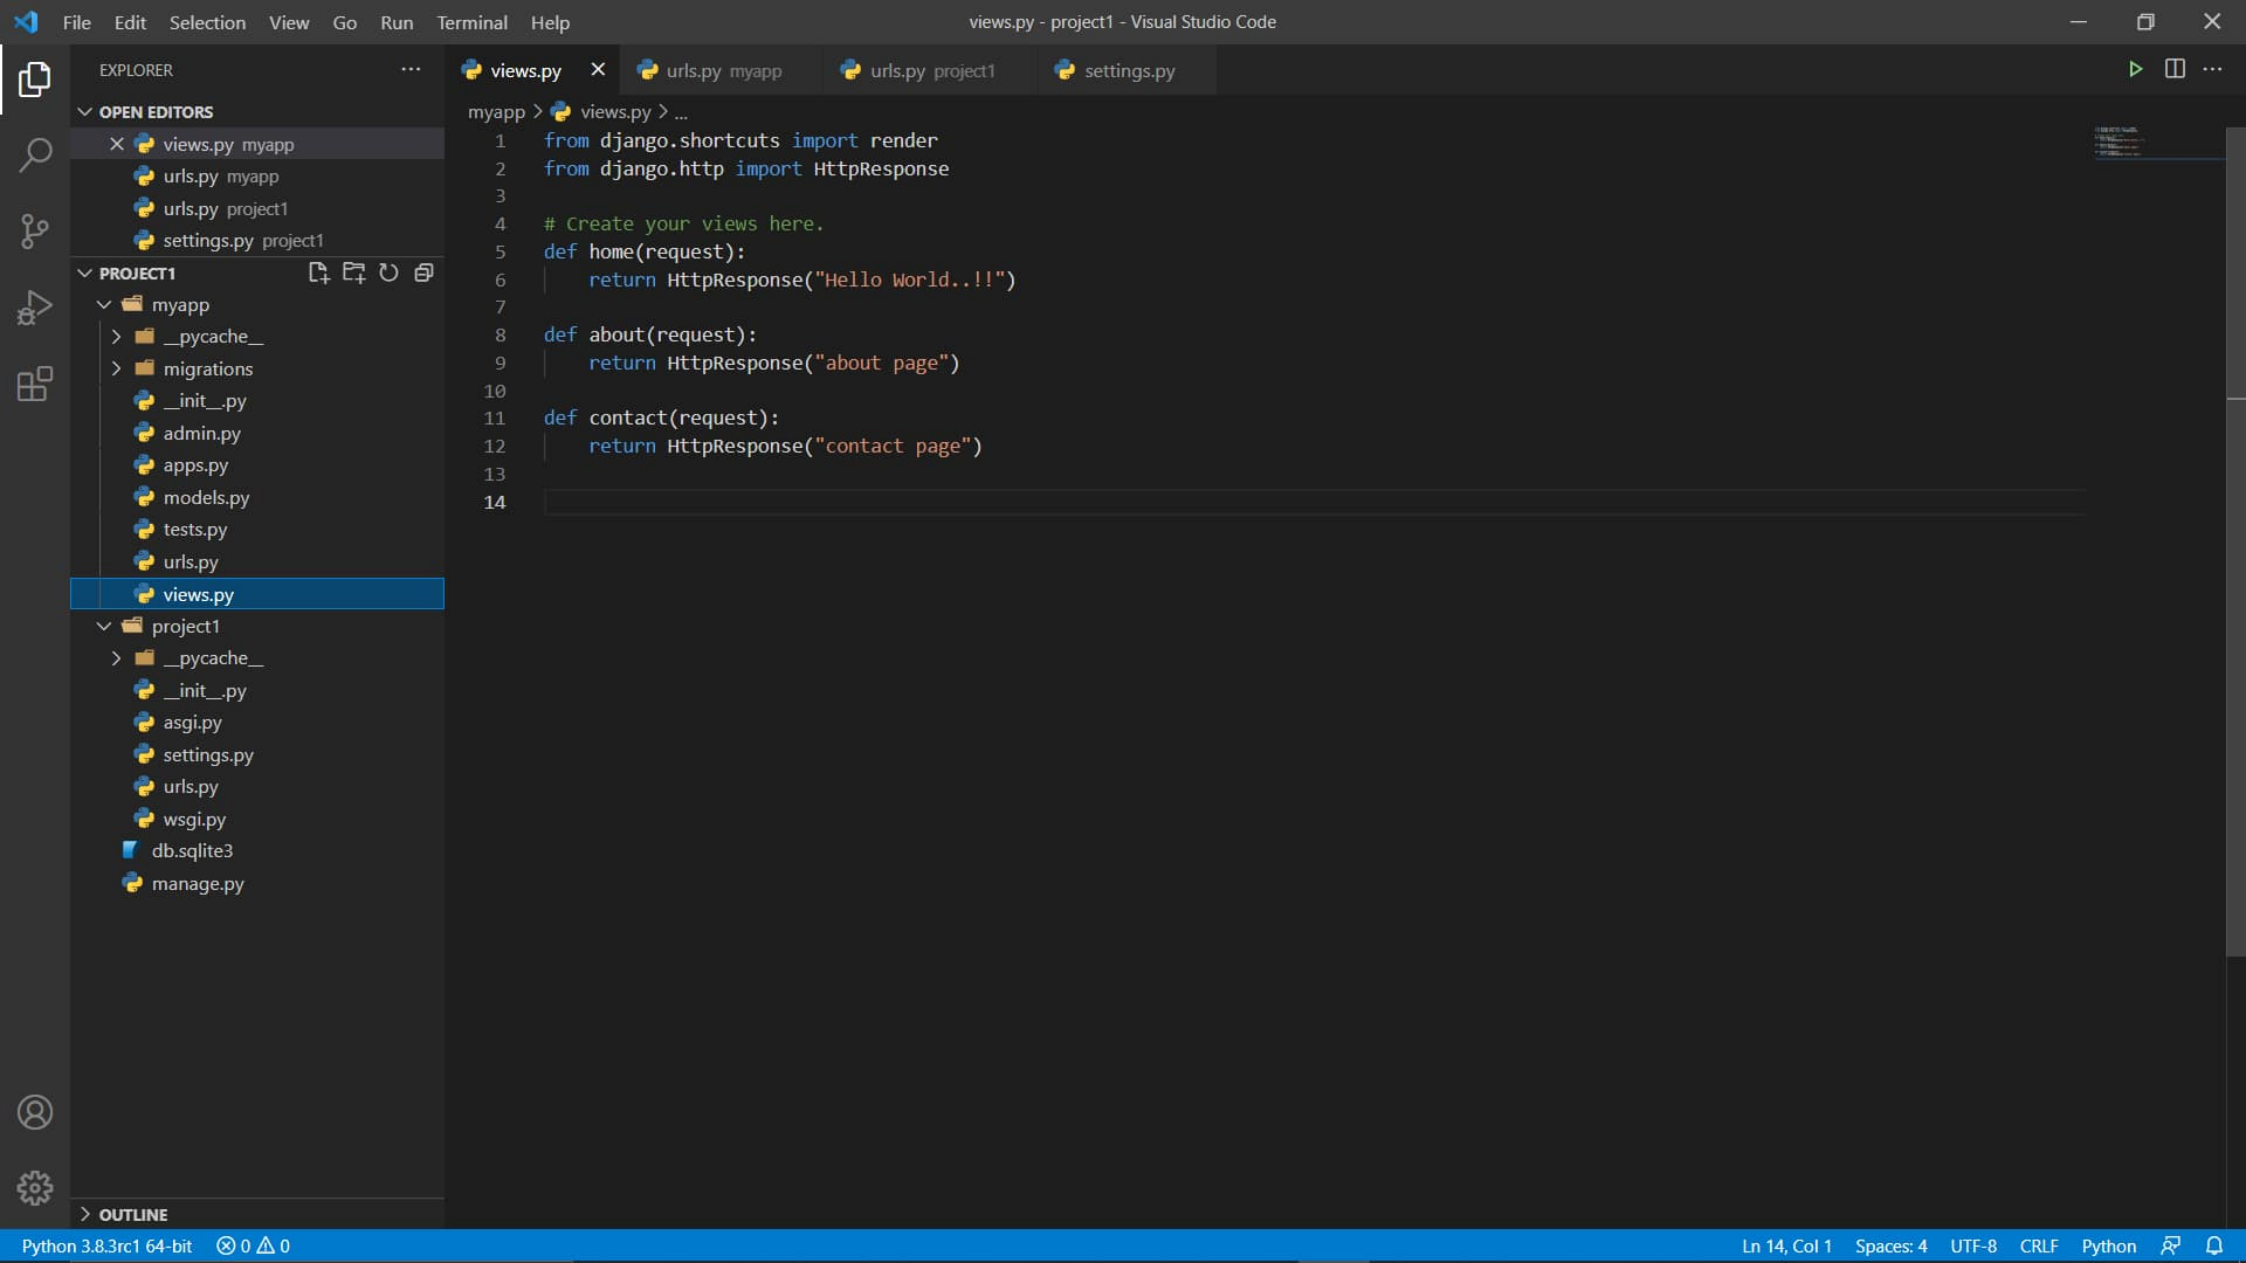 File Edit Selection View Go Run Terminal Help
views.py - project1 - Visual Studio Code
EXPLORER
views.py
urls.py myapp
urls.py project1
settings.py
OPEN EDITORS
views.py myapp
urls.py myapp
urls.py project1
settings.py project1
PROJECT1
myapp
__pycache__
migrations
__init__.py
admin.py
apps.py
models.py
tests.py
urls.py
views.py
project1
__pycache__
__init__.py
asgi.py
settings.py
urls.py
wsgi.py
db.sqlite3
manage.py
OUTLINE
myapp > views.py > ...
1 from django.shortcuts import render
2 from django.http import HttpResponse
3
4 # Create your views here.
5 def home(request):
6 return HttpResponse("Hello World..!!")
7
8 def about(request):
9 return HttpResponse("about page")
10
11 def contact(request):
12 return HttpResponse("contact page")
13
14
Python 3.8.3rc1 64-bit 0 0
Ln 14, Col 1 Spaces: 4 UTF-8 CRLF Python